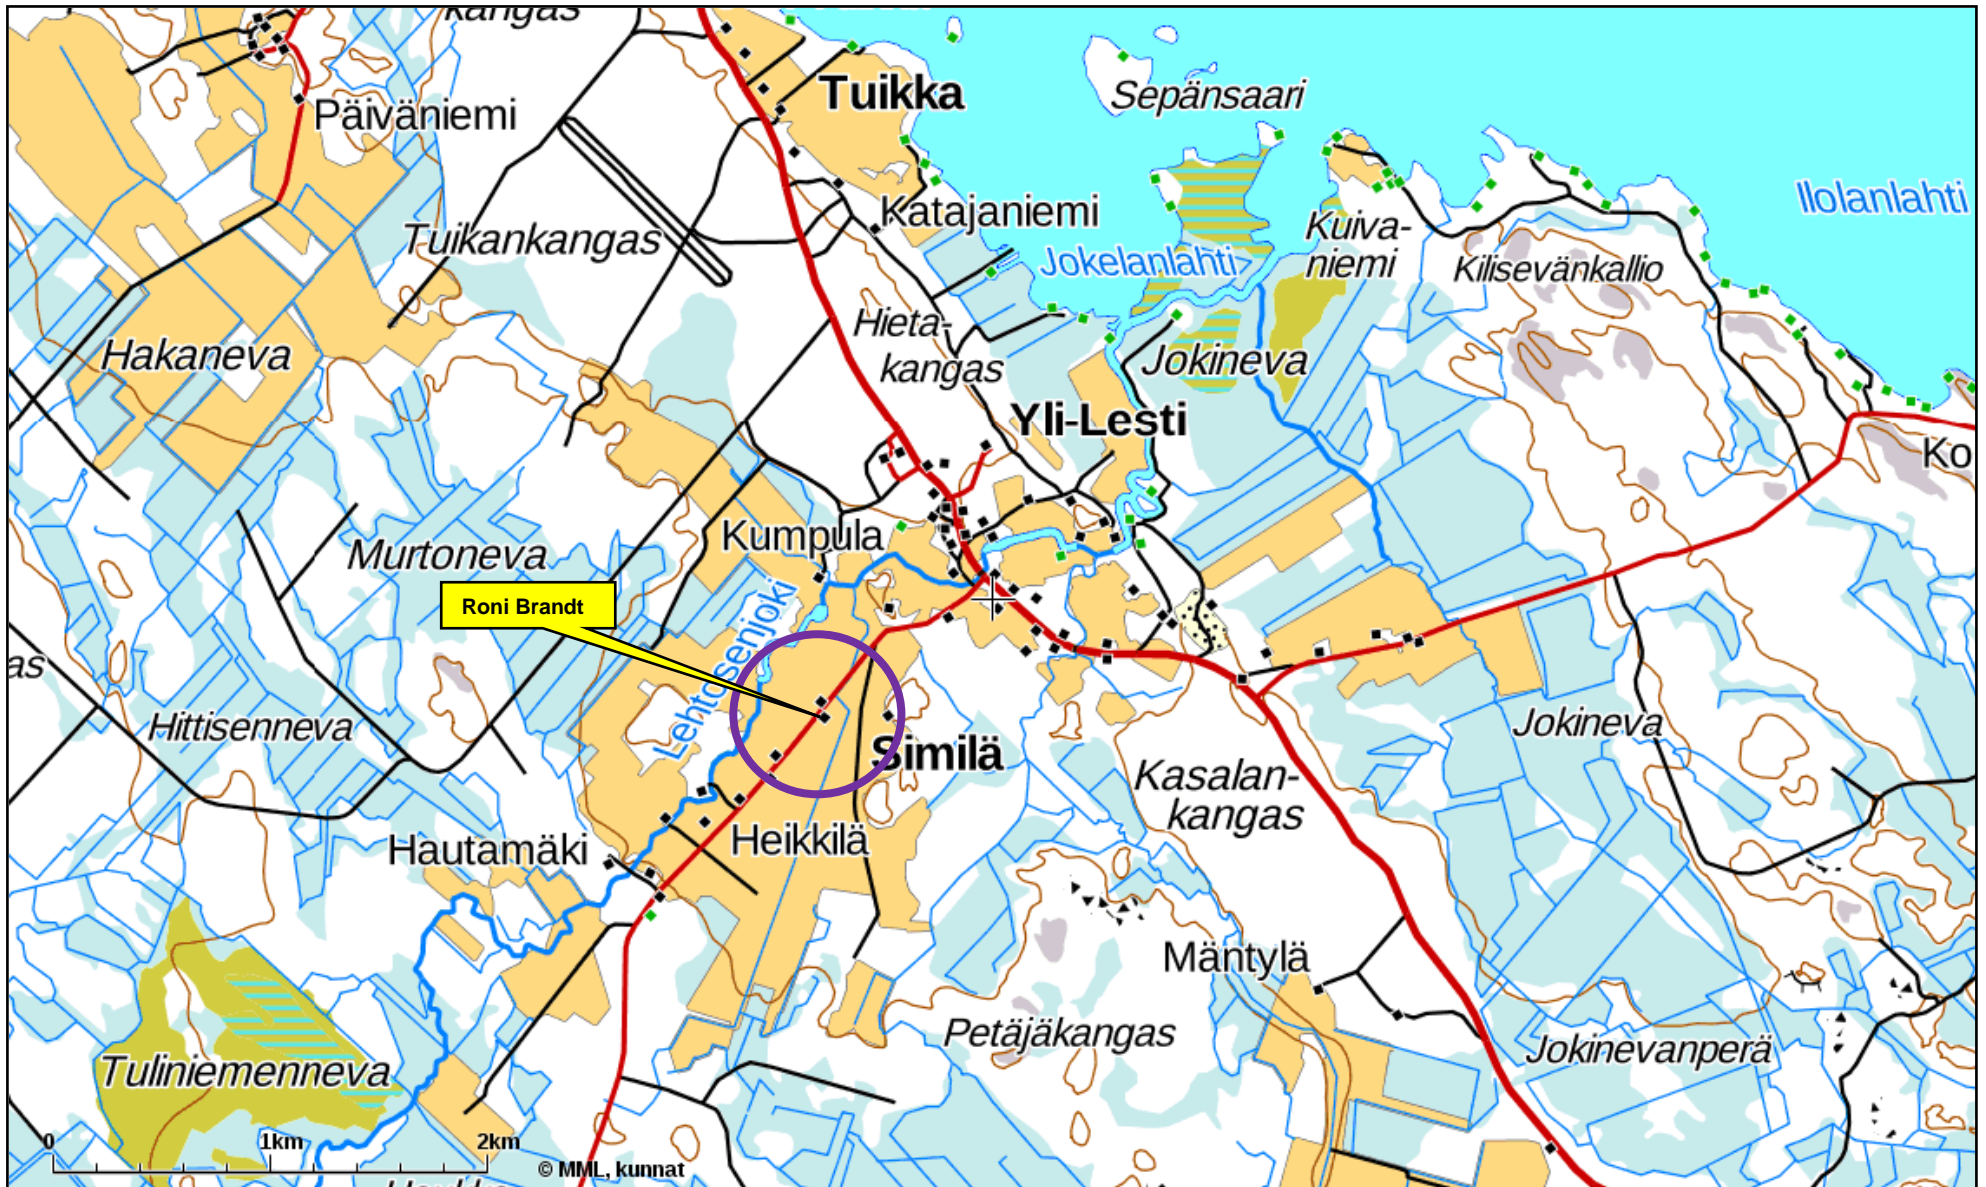 kangas
Tuikka
Sepänsaari
Päiväniemi
Ilolanlahti
Katajaniemi
Tuikankangas
Kuiva-
niemi
Jokelanlahti
Kilisevänkallio
Hieta-
kangas
Hakaneva
Jokineva
Yli-Lesti
Ko
Kumpula
Murtoneva
Roni Brandt
Lehtosenjoki
as
Hittisenneva
Similä
Jokineva
Kasalan-
kangas
Heikkilä
Hautamäki
Mäntylä
Petäjäkangas
Jokinevanperä
Tuliniemenneva
0 1km 2km
© MML, kunnat